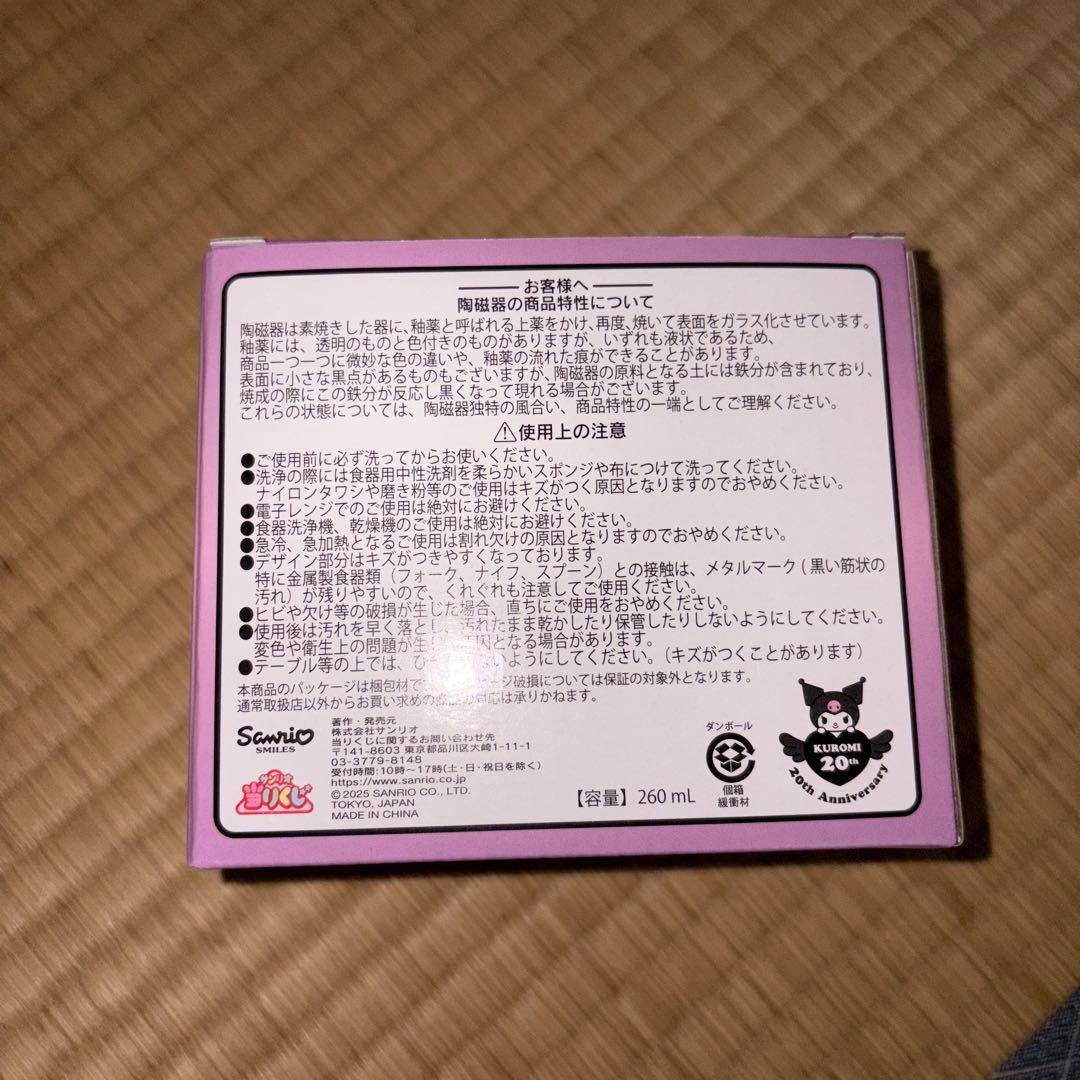 お客様へ
陶磁器の商品特性について
陶磁器は素焼きした器に、釉薬と呼ばれる上薬をかけ、再度、焼いて表面をガラス化させています。
釉薬には、透明のものと色付きのものがありますが、いずれも液状であるため、
商品一つ一つに微妙な色の違いや、釉薬の流れた痕ができることがあります。
表面に小さな黒点があるものもございますが、陶磁器の原料となる土には鉄分が含まれており、
焼成の際にこの鉄分が反応し黒くなって現れる場合がございます。
これらの状態については、陶磁器独特の風合い、商品特性の一端としてご理解ください。
⚠使用上の注意
●ご使用前に必ず洗ってからお使いください。
●洗浄の際には食器用中性洗剤を柔らかいスポンジや布につけて洗ってください。
ナイロンタワシや磨き粉等のご使用はキズがつく原因となりますのでおやめください。
●電子レンジでのご使用は絶対にお避けください。
●食器洗浄機、乾燥機のご使用は絶対にお避けください。
●急冷、急加熱となるご使用は割れ欠けの原因となりますのでおやめください。
●デザイン部分はキズがつきやすくなっております。
特に金属製食器類(フォーク、ナイフ、スプーン)との接触は、メタルマーク(黒い筋状の
汚れ)が残りやすいので、くれぐれも注意してご使用ください。
●ヒビや欠け等の破損が生じた場合、直ちにご使用をおやめください。
●使用後は汚れを早く落とし、汚れたまま乾かしたり保管したりしないようにしてください。
変色や衛生上の問題が生 原因となる場合があります。
●テーブル等の上では、ひ ないようにしてください。(キズがつくことがあります)
本商品のパッケージは梱包材で ージ破損については保証の対象外となります。
通常取扱店以外からお買い求めの 対応は承りかねます。
Sanrio
SMILES
サンリオ
当りくじ
著作・発売元
株式会社サンリオ
当りくじに関するお問い合わせ先
〒141-8603 東京都品川区大崎1-11-1
03-3779-8148
受付時間:10時〜17時(土・日・祝日を除く)
https://www.sanrio.co.jp
©2025 SANRIO CO., LTD.
TOKYO, JAPAN
MADE IN CHINA
【容量】260 mL
ダンボール
個箱
緩衝材
KUROMI
20th
20th Anniversary